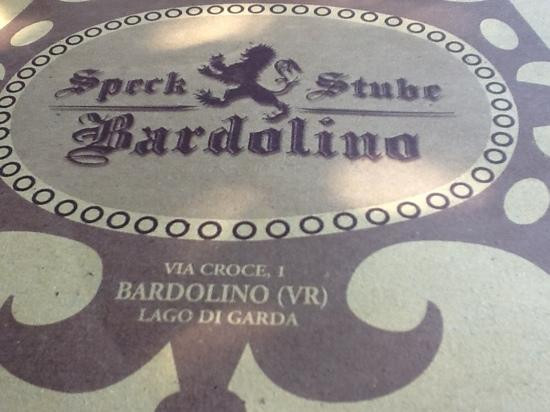 Speck Stube
Bardolino
VIA CROCE, 1
BARDOLINO (VR)
LAGO DI GARDA